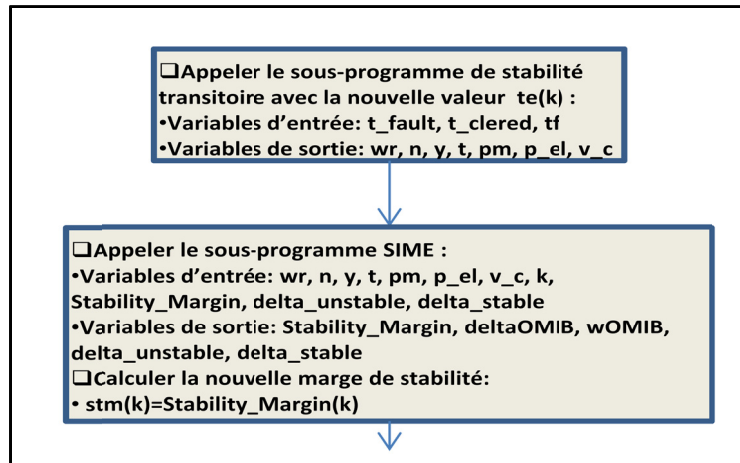 ❑Appeler le sous-programme de stabilité
transitoire avec la nouvelle valeur te(k) :
•Variables d'entrée: t_fault, t_clered, tf
•Variables de sortie: wr, n, y, t, pm, p_el, v_c
❑Appeler le sous-programme SIME :
•Variables d'entrée: wr, n, y, t, pm, p_el, v_c, k,
Stability_Margin, delta_unstable, delta_stable
•Variables de sortie: Stability_Margin, deltaOMIB, wOMIB,
delta_unstable, delta_stable
❑Calculer la nouvelle marge de stabilité:
• stm(k)=Stability_Margin(k)